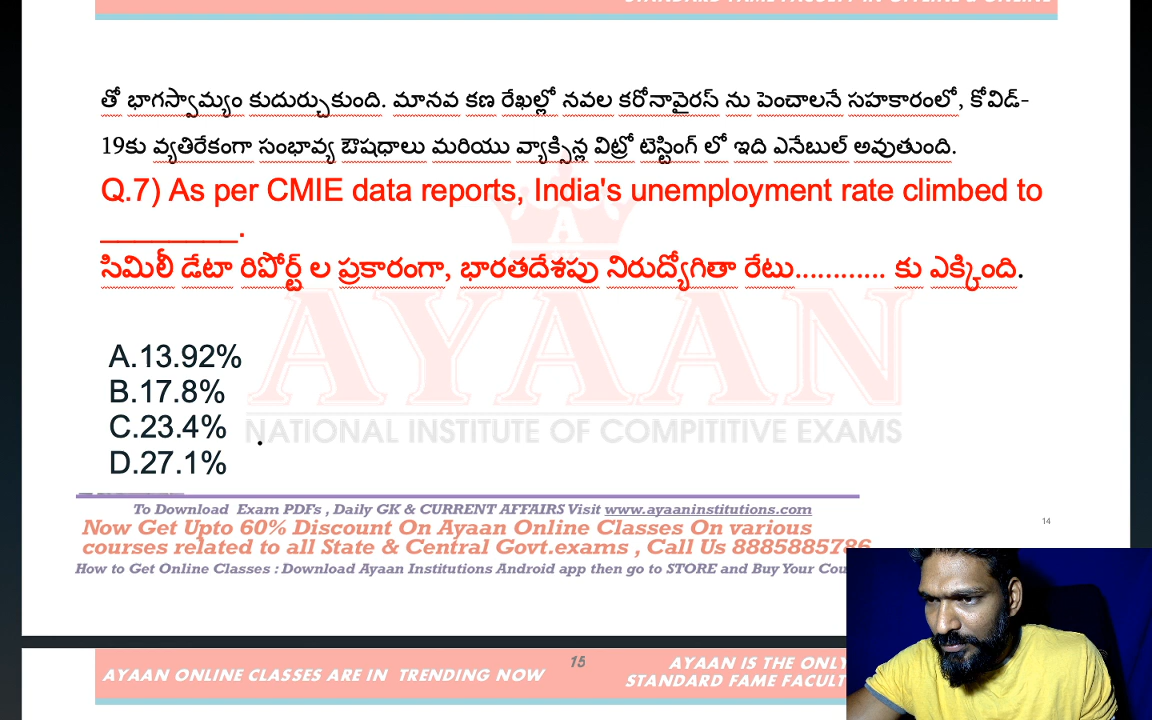 తో భాగస్వామ్యం కుదుర్చుకుంది. మానవ కణ రేఖల్లో నవల కరోనావైరస్ ను పెంచాలనే సహకారంలో, కోవిడ్-
19కు వ్యతిరేకంగా సంభావ్య ఔషధాలు మరియు వ్యాక్సిన్ల విట్రో టెస్టింగ్ లో ఇది ఎనేబుల్ అవుతుంది.
Q.7) As per CMIE data reports, India's unemployment rate climbed to
________.
సిమిలీ డేటా రిపోర్ట్ ల ప్రకారంగా, భారతదేశపు నిరుద్యోగితా రేటు............ కు ఎక్కింది.
A.13.92%
B.17.8%
C.23.4%
D.27.1%
AYAAN
NATIONAL INSTITUTE OF COMPITITIVE EXAMS
To Download Exam PDFs , Daily GK & CURRENT AFFAIRS Visit www.ayaaninstitutions.com
Now Get Upto 60% Discount On Ayaan Online Classes On various
courses related to all State & Central Govt.exams , Call Us 8885885786
How to Get Online Classes : Download Ayaan Institutions Android app then go to STORE and Buy Your
14
AYAAN ONLINE CLASSES ARE IN TRENDING NOW
15
AYAAN IS THE ONLY
STANDARD FAME